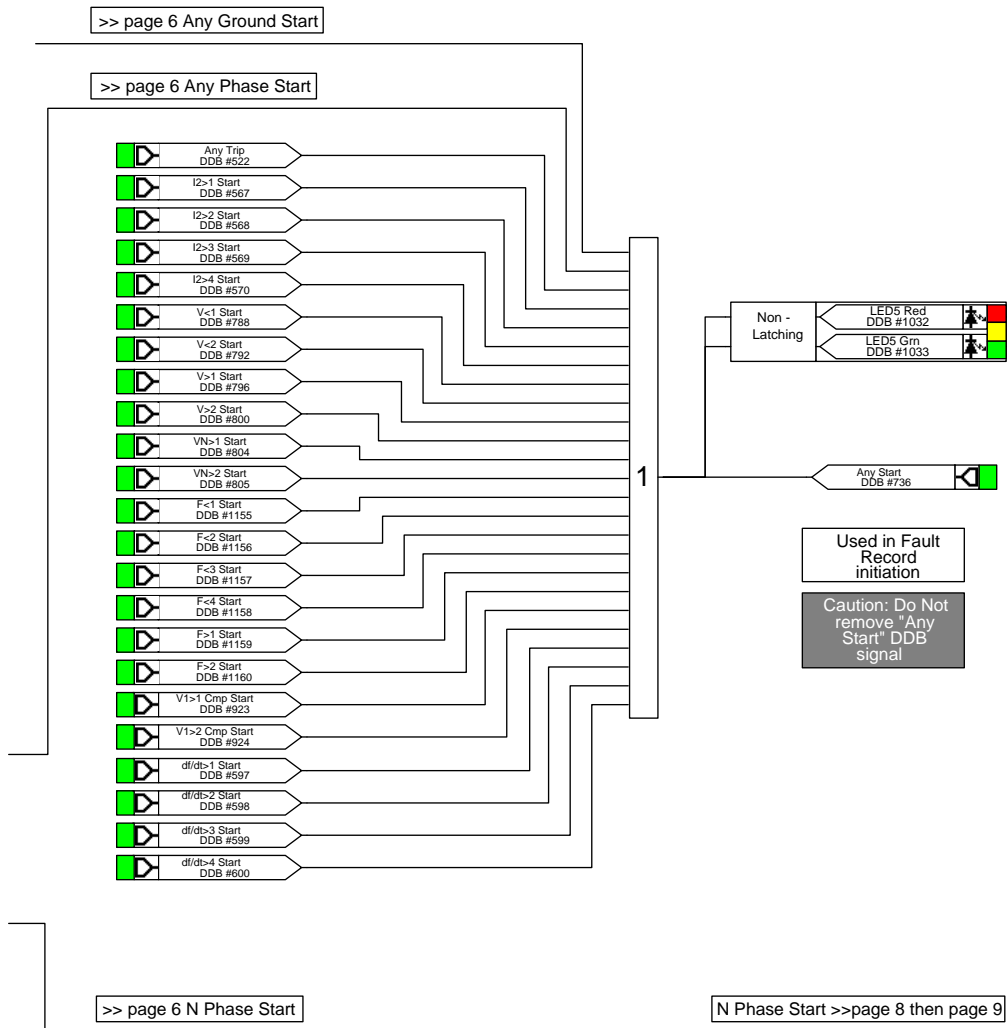 >> page 6 Any Ground Start
>> page 6 Any Phase Start
Any Trip
DDB #522
I2>1 Start
DDB #567
I2>2 Start
DDB #568
I2>3 Start
DDB #569
I2>4 Start
DDB #570
V<1 Start
DDB #788
V<2 Start
DDB #792
V>1 Start
DDB #796
V>2 Start
DDB #800
VN>1 Start
DDB #804
VN>2 Start
DDB #805
F<1 Start
DDB #1155
F<2 Start
DDB #1156
F<3 Start
DDB #1157
F<4 Start
DDB #1158
F>1 Start
DDB #1159
F>2 Start
DDB #1160
V1>1 Cmp Start
DDB #923
V1>2 Cmp Start
DDB #924
df/dt>1 Start
DDB #597
df/dt>2 Start
DDB #598
df/dt>3 Start
DDB #599
df/dt>4 Start
DDB #600
1
Non -
Latching
LED5 Red
DDB #1032
LED5 Grn
DDB #1033
Any Start
DDB #736
Used in Fault
Record
initiation
Caution: Do Not
remove "Any
Start" DDB
signal
>> page 6 N Phase Start
N Phase Start >>page 8 then page 9